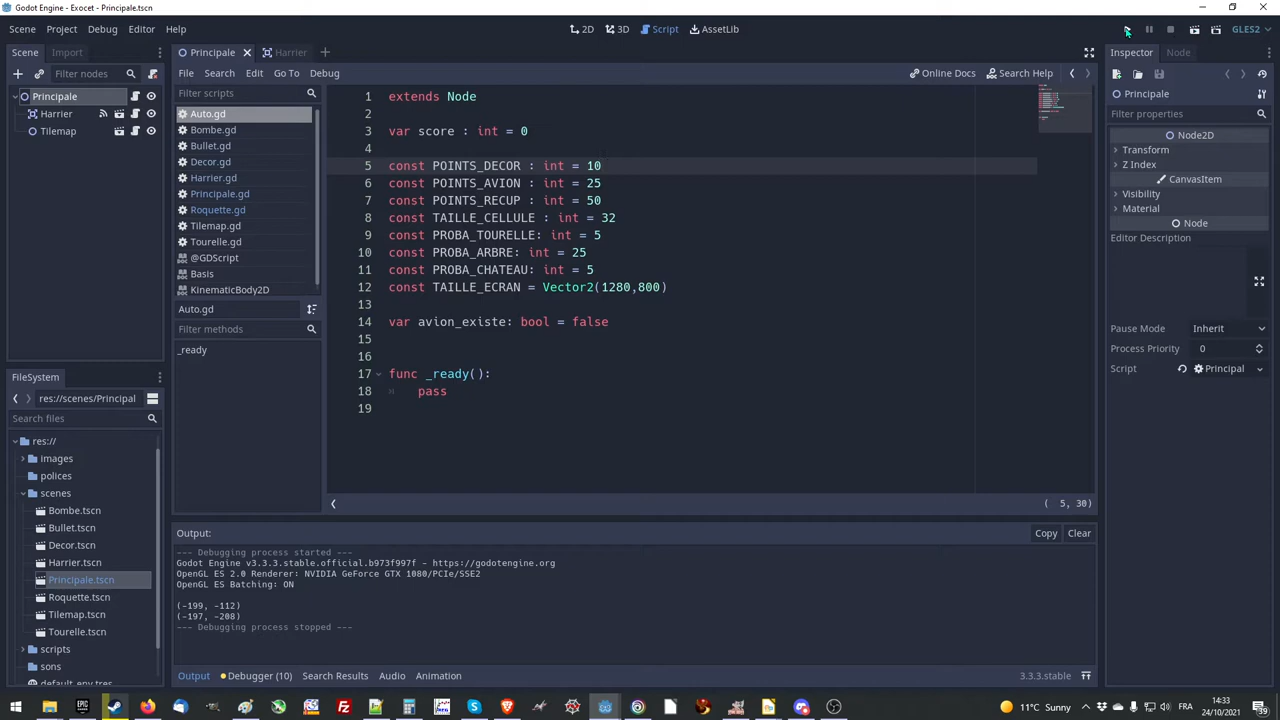 Godot Engine - Exocet - Principale.tscn
Scene Project Debug Editor Help
2D 3D Script AssetLib
GLES2
Scene Import
Filter nodes
Principale
Harrier
Tilemap
FileSystem
res://scenes/Principal
Search files
res://
images
polices
scenes
Bombe.tscn
Bullet.tscn
Decor.tscn
Harrier.tscn
Principale.tscn
Roquette.tscn
Tilemap.tscn
Tourelle.tscn
scripts
sons
default_env.tres
Principale Harrier
File Search Edit Go To Debug
Online Docs Search Help
Filter scripts
Auto.gd
Bombe.gd
Bullet.gd
Decor.gd
Harrier.gd
Principale.gd
Roquette.gd
Tilemap.gd
Tourelle.gd
@GDScript
Basis
KinematicBody2D
Auto.gd
Filter methods
_ready
1 extends Node
2
3 var score : int = 0
4
5 const POINTS_DECOR : int = 10
6 const POINTS_AVION : int = 25
7 const POINTS_RECUP : int = 50
8 const TAILLE_CELLULE : int = 32
9 const PROBA_TOURELLE: int = 5
10 const PROBA_ARBRE: int = 25
11 const PROBA_CHATEAU: int = 5
12 const TAILLE_ECRAN = Vector2(1280,800)
13
14 var avion_existe: bool = false
15
16
17 func _ready():
18 pass
19
( 5, 30)
Output:
Copy Clear
--- Debugging process started ---
Godot Engine v3.3.3.stable.official.b973f997f - https://godotengine.org
OpenGL ES 2.0 Renderer: NVIDIA GeForce GTX 1080/PCIe/SSE2
OpenGL ES Batching: ON
(-199, -112)
(-197, -208)
--- Debugging process stopped ---
Output Debugger (10) Search Results Audio Animation
3.3.3.stable
Inspector Node
Principale
Filter properties
Node2D
Transform
Z Index
CanvasItem
Visibility
Material
Node
Editor Description
Pause Mode Inherit
Process Priority 0
Script Principal
11°C Sunny
14:33
24/10/2021